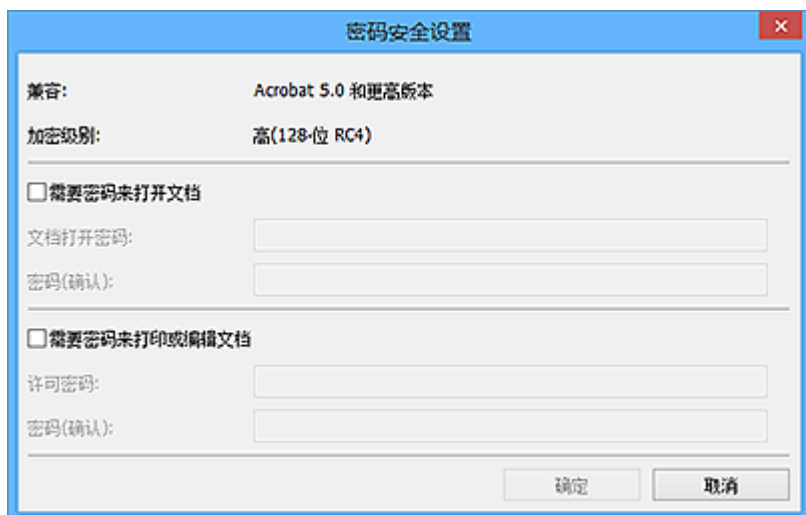 密码安全设置
兼容: Acrobat 5.0 和更高版本
加密级别: 高(128-位 RC4)
需要密码来打开文档
文档打开密码:
密码(确认):
需要密码来打印或编辑文档
许可密码:
密码(确认):
确定 取消